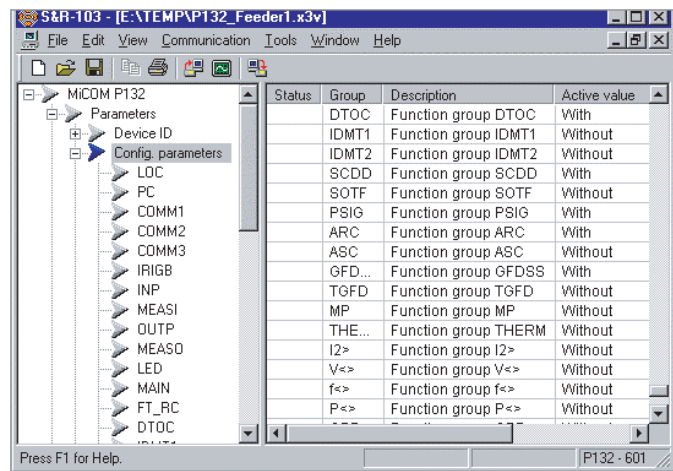 S&R-103 - [E:\TEMP\P132_Feeder1.x3v]
File Edit View Communication Tools Window Help
MiCOM P132
Parameters
Device ID
Config. parameters
LOC
PC
COMM1
COMM2
COMM3
IRIGB
INP
MEASI
OUTP
MEASO
LED
MAIN
FT_RC
DTOC
Status Group Description Active value
DTOC Function group DTOC With
IDMT1 Function group IDMT1 Without
IDMT2 Function group IDMT2 Without
SCDD Function group SCDD With
SOTF Function group SOTF Without
PSIG Function group PSIG With
ARC Function group ARC With
ASC Function group ASC Without
GFD... Function group GFDSS With
TGFD Function group TGFD Without
MP Function group MP Without
THE... Function group THERM Without
I2> Function group I2> Without
V<> Function group V<> Without
f<> Function group f<> Without
P<> Function group P<> Without
Press F1 for Help.
P132 - 601